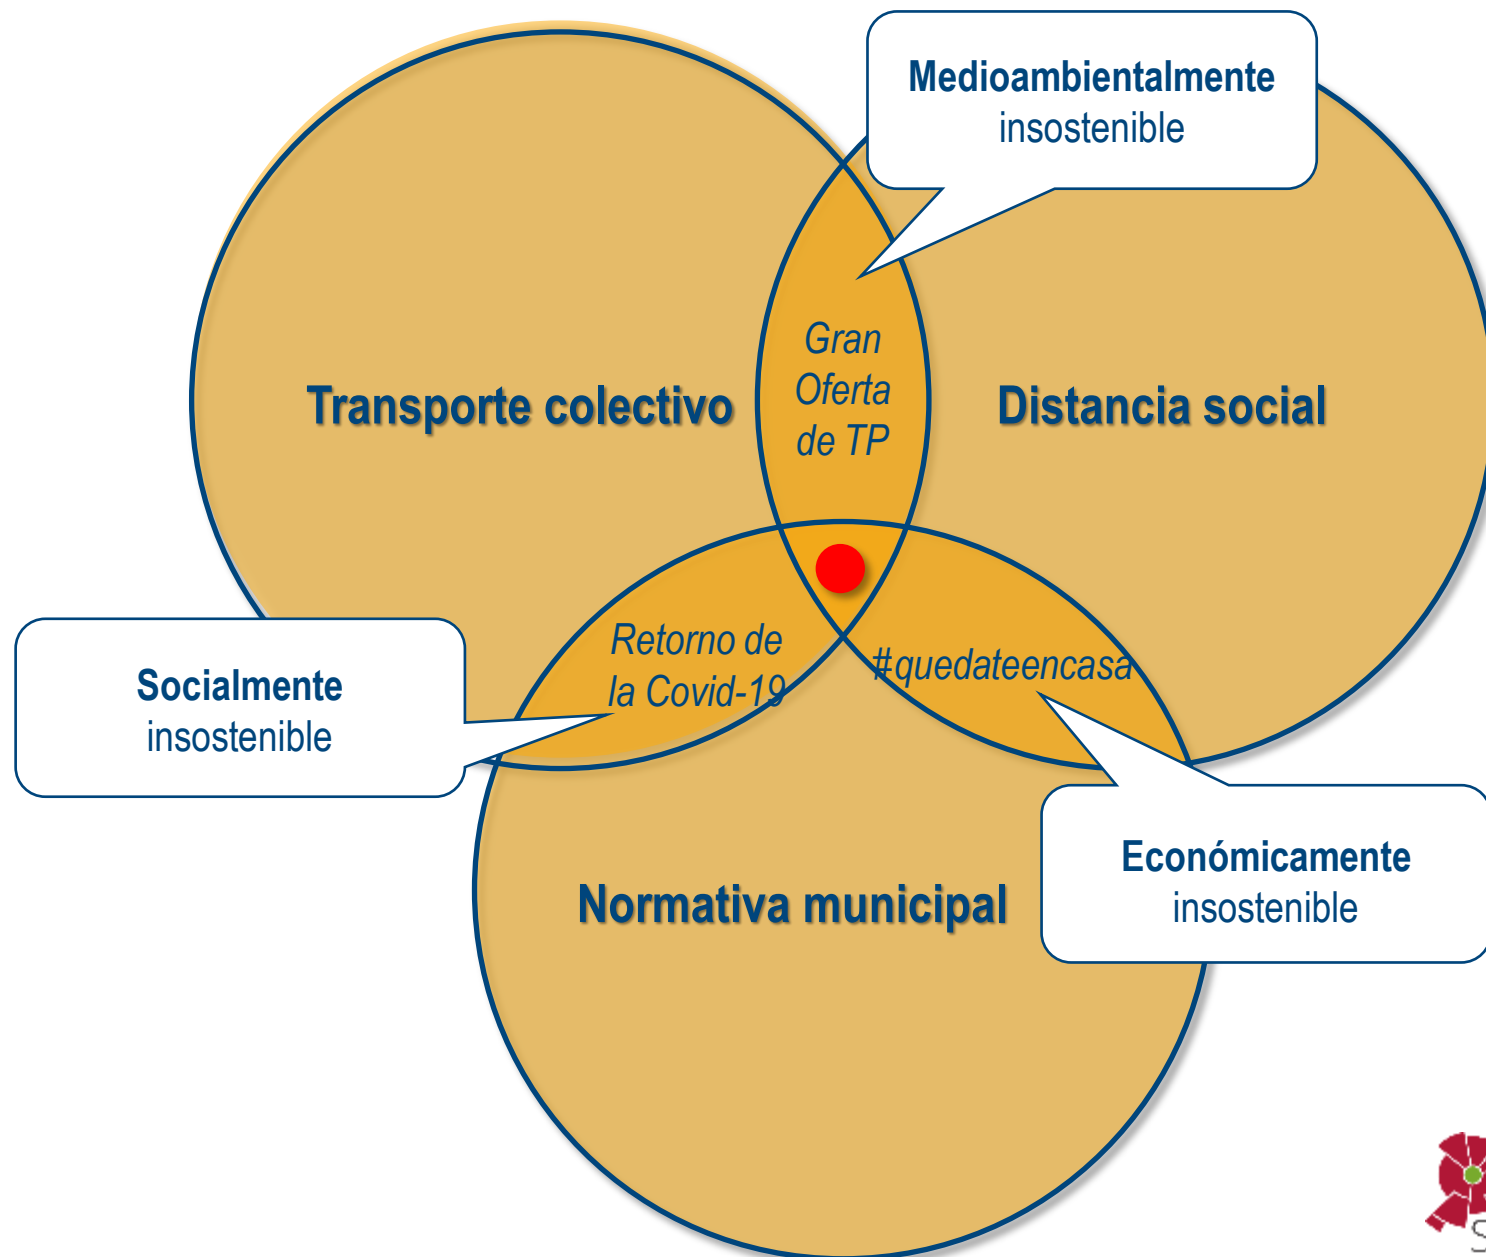 Medioambientalmente
insostenible
Gran
Oferta
de TP
Transporte colectivo
Distancia social
Retorno de
la Covid-19
#quedateencasa
Socialmente
insostenible
Económicamente
insostenible
Normativa municipal
S